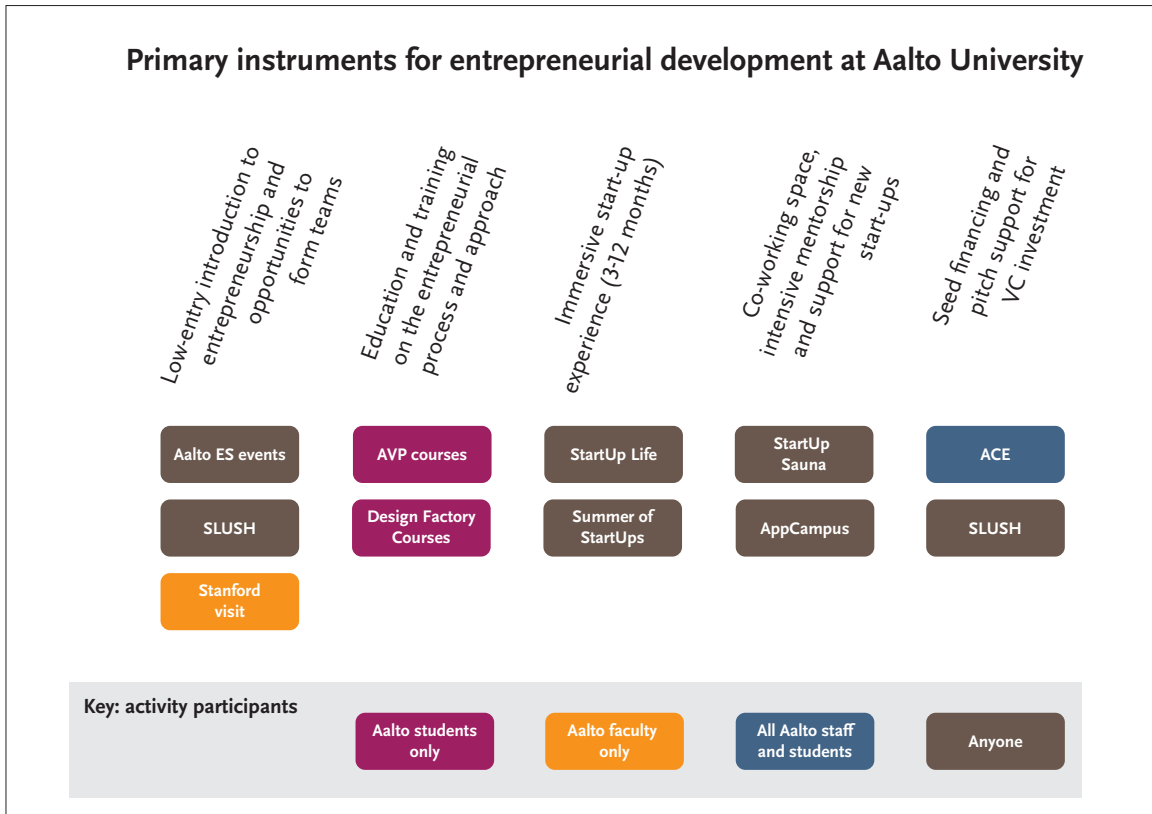 Primary instruments for entrepreneurial development at Aalto University
Low-entry introduction to
entrepreneurship and
opportunities to
form teams
Education and training
on the entrepreneurial
process and approach
Immersive start-up
experience (3-12 months)
Co-working space,
intensive mentorship
and support for new
start-ups
Seed financing and
pitch support for
VC investment
Aalto ES events
AVP courses
StartUp Life
StartUp
Sauna
ACE
SLUSH
Design Factory
Courses
Summer of
StartUps
AppCampus
SLUSH
Stanford
visit
Key: activity participants
Aalto students
only
Aalto faculty
only
All Aalto staff
and students
Anyone